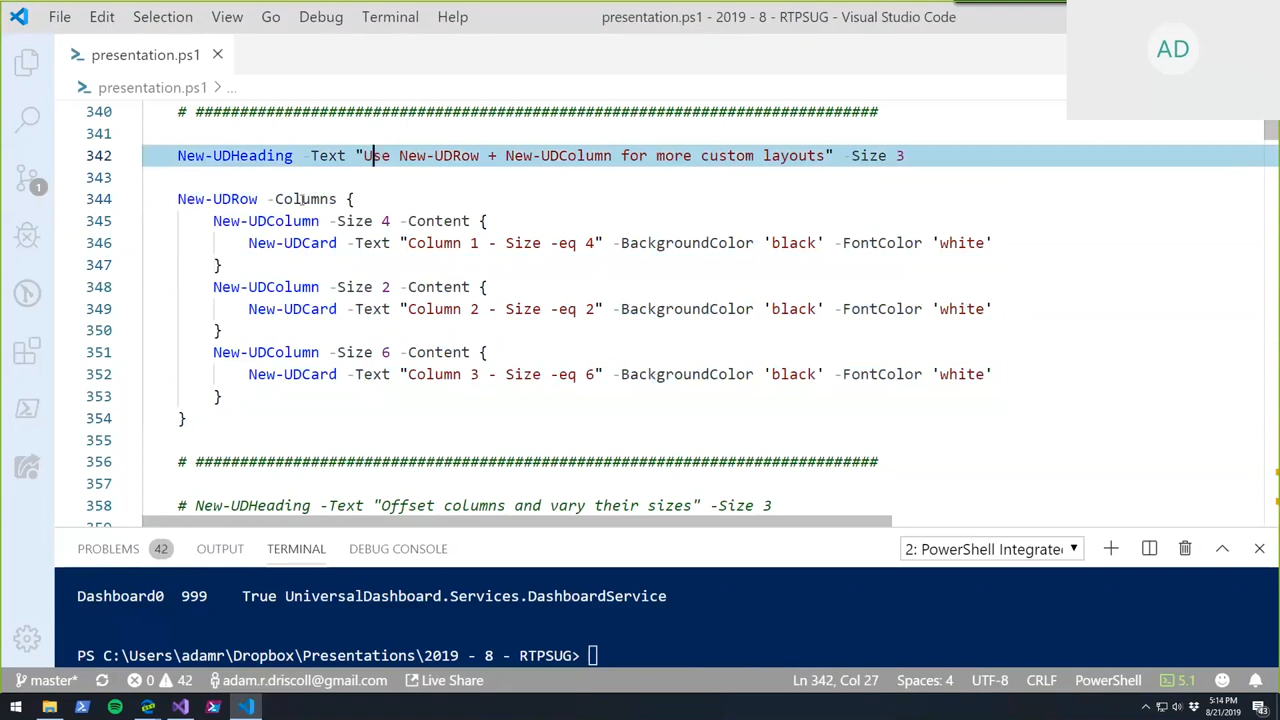 File Edit Selection View Go Debug Terminal Help presentation.ps1 - 2019 - 8 - RTPSUG - Visual Studio Code
AD
presentation.ps1
presentation.ps1 > ...
340 # #############################################################################
341
342 New-UDHeading -Text "Use New-UDRow + New-UDColumn for more custom layouts" -Size 3
343
344 New-UDRow -Columns {
345 New-UDColumn -Size 4 -Content {
346 New-UDCard -Text "Column 1 - Size -eq 4" -BackgroundColor 'black' -FontColor 'white'
347 }
348 New-UDColumn -Size 2 -Content {
349 New-UDCard -Text "Column 2 - Size -eq 2" -BackgroundColor 'black' -FontColor 'white'
350 }
351 New-UDColumn -Size 6 -Content {
352 New-UDCard -Text "Column 3 - Size -eq 6" -BackgroundColor 'black' -FontColor 'white'
353 }
354 }
355
356 # #############################################################################
357
358 # New-UDHeading -Text "Offset columns and vary their sizes" -Size 3
359
1
PROBLEMS 42 OUTPUT TERMINAL DEBUG CONSOLE 2: PowerShell Integrate
Dashboard0 999 True UniversalDashboard.Services.DashboardService
PS C:\Users\adamr\Dropbox\Presentations\2019 - 8 - RTPSUG>
master* 0 42 adam.r.driscoll@gmail.com Live Share Ln 342, Col 27 Spaces: 4 UTF-8 CRLF PowerShell 5.1
5:14 PM
8/21/2019
43